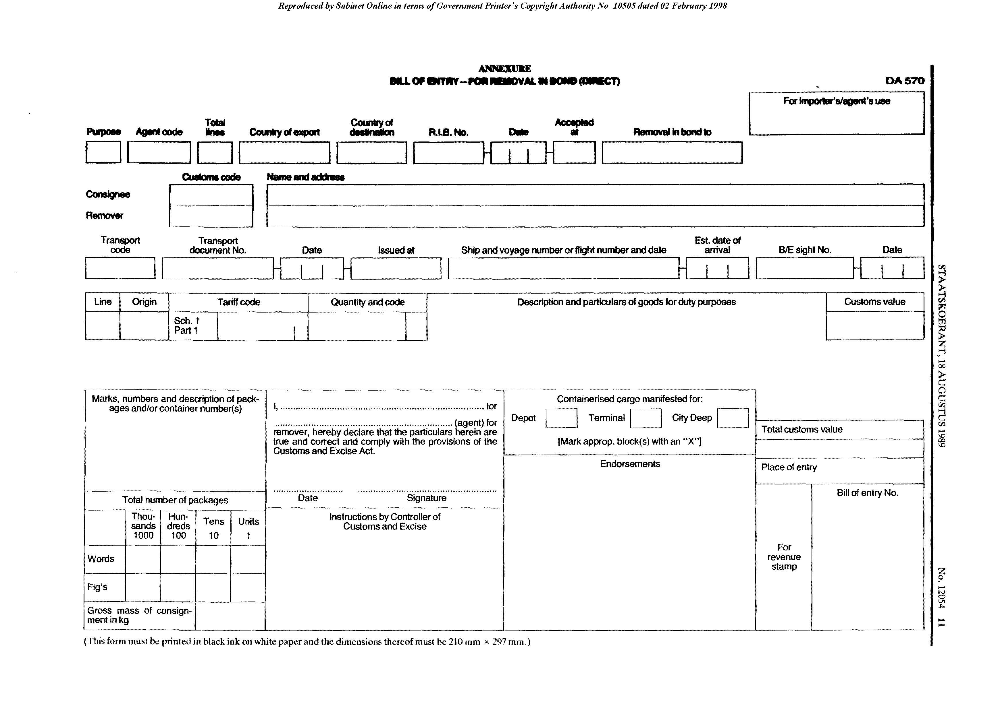 Reproduced by Sabinet Online in terms of Government Printer's Copyright Authority No. 10505 dated 02 February 1998
ANNEXURE
BILL OF ENTRY—FOR REMOVAL IN BOND (DIRECT)
DA 570
For importer's/agent's use
Purpose
Agent code
Total
lines
Country of export
Country of
destination
R.I.B. No.
Date
Accepted
at
Removal in bond to
Customs code
Name and address
Consignee
Remover
Transport
code
Transport
document No.
Date
Issued at
Ship and voyage number or flight number and date
Est. date of
arrival
B/E sight No.
Date
Line
Origin
Tariff code
Quantity and code
Description and particulars of goods for duty purposes
Customs value
Sch. 1
Part 1
Marks, numbers and description of pack-
ages and/or container number(s)
I, .......................................................................... for
................................................................ (agent) for
remover, hereby declare that the particulars herein are
true and correct and comply with the provisions of the
Customs and Excise Act.
Date
Signature
Containerised cargo manifested for:
Depot
Terminal
City Deep
[Mark approp. block(s) with an "X"]
Total customs value
Endorsements
Place of entry
Bill of entry No.
Total number of packages
Thou-
sands
1000
Hun-
dreds
100
Tens
10
Units
1
Words
Fig's
Gross mass of consign-
ment in kg
Instructions by Controller of
Customs and Excise
For
revenue
stamp
(This form must be printed in black ink on white paper and the dimensions thereof must be 210 mm × 297 mm.)
STAATSKOERANT, 18 AUGUSTUS 1989
No. 12054 11